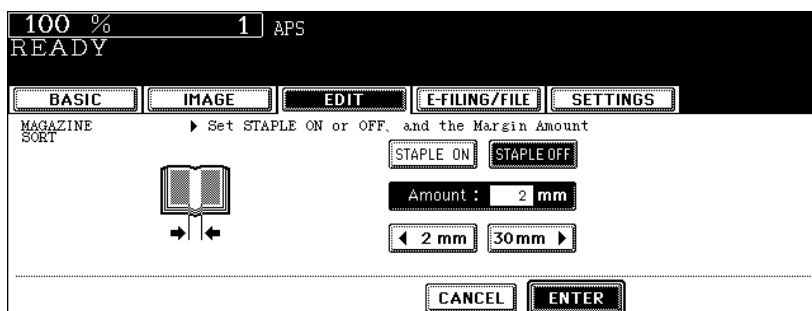 100 % 1 APS
READY
BASIC IMAGE EDIT E-FILING/FILE SETTINGS
MAGAZINE SORT ▶ Set STAPLE ON or OFF, and the Margin Amount
STAPLE ON STAPLE OFF
Amount : 2 mm
◀ 2 mm 30mm ▶
CANCEL ENTER